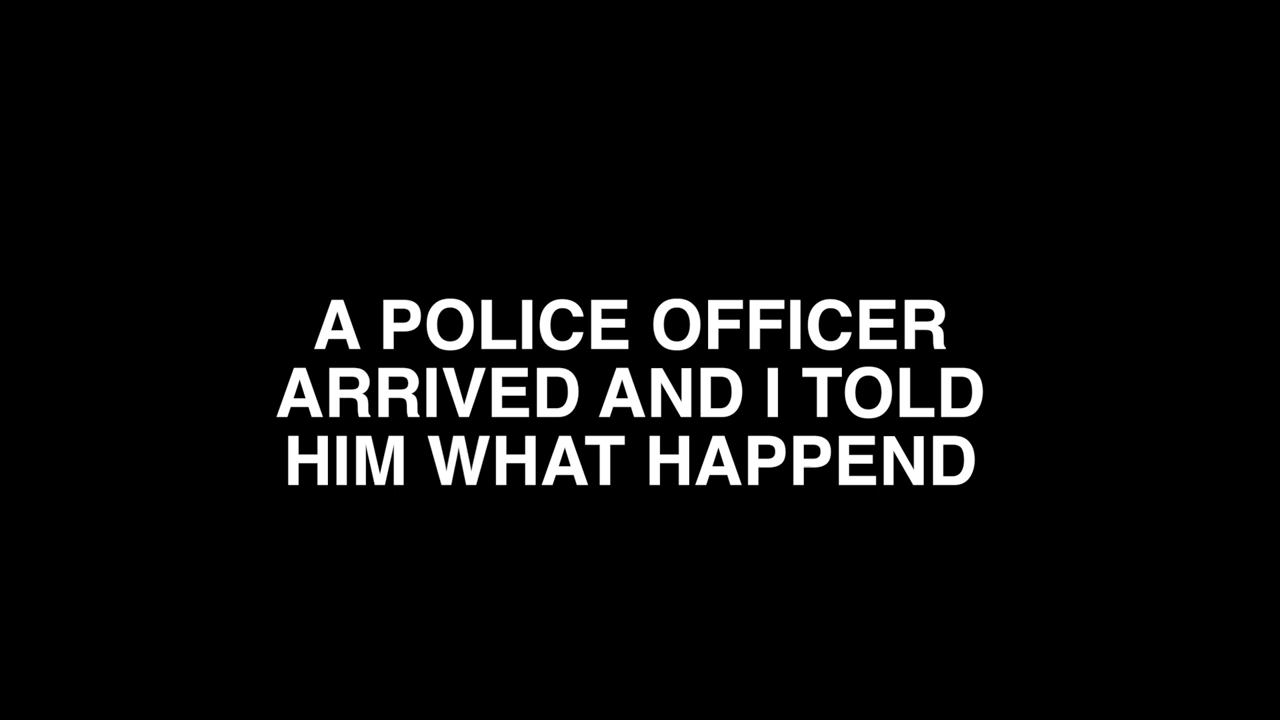 A POLICE OFFICER
ARRIVED AND I TOLD
HIM WHAT HAPPEND